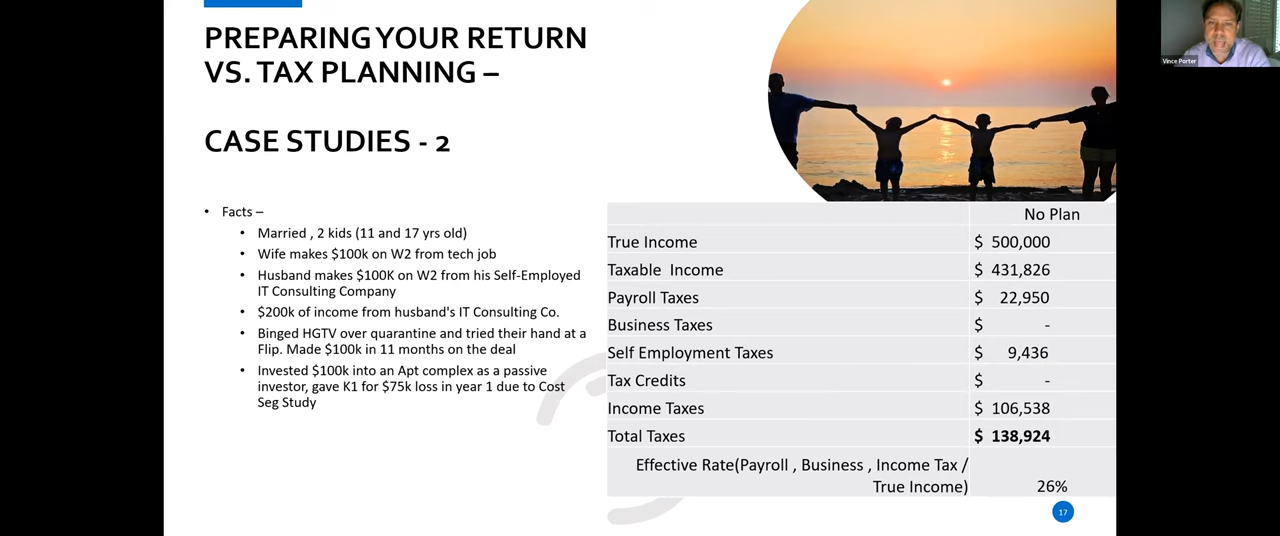 PREPARING YOUR RETURN
VS. TAX PLANNING –
CASE STUDIES - 2
Vince Porter
• Facts –
• Married , 2 kids (11 and 17 yrs old)
• Wife makes $100k on W2 from tech job
• Husband makes $100K on W2 from his Self-Employed
IT Consulting Company
• $200k of income from husband's IT Consulting Co.
• Binged HGTV over quarantine and tried their hand at a
Flip. Made $100k in 11 months on the deal
• Invested $100k into an Apt complex as a passive
investor, gave K1 for $75k loss in year 1 due to Cost
Seg Study
No Plan
True Income $ 500,000
Taxable Income $ 431,826
Payroll Taxes $ 22,950
Business Taxes $ -
Self Employment Taxes $ 9,436
Tax Credits $ -
Income Taxes $ 106,538
Total Taxes $ 138,924
Effective Rate(Payroll , Business , Income Tax /
True Income) 26%
17